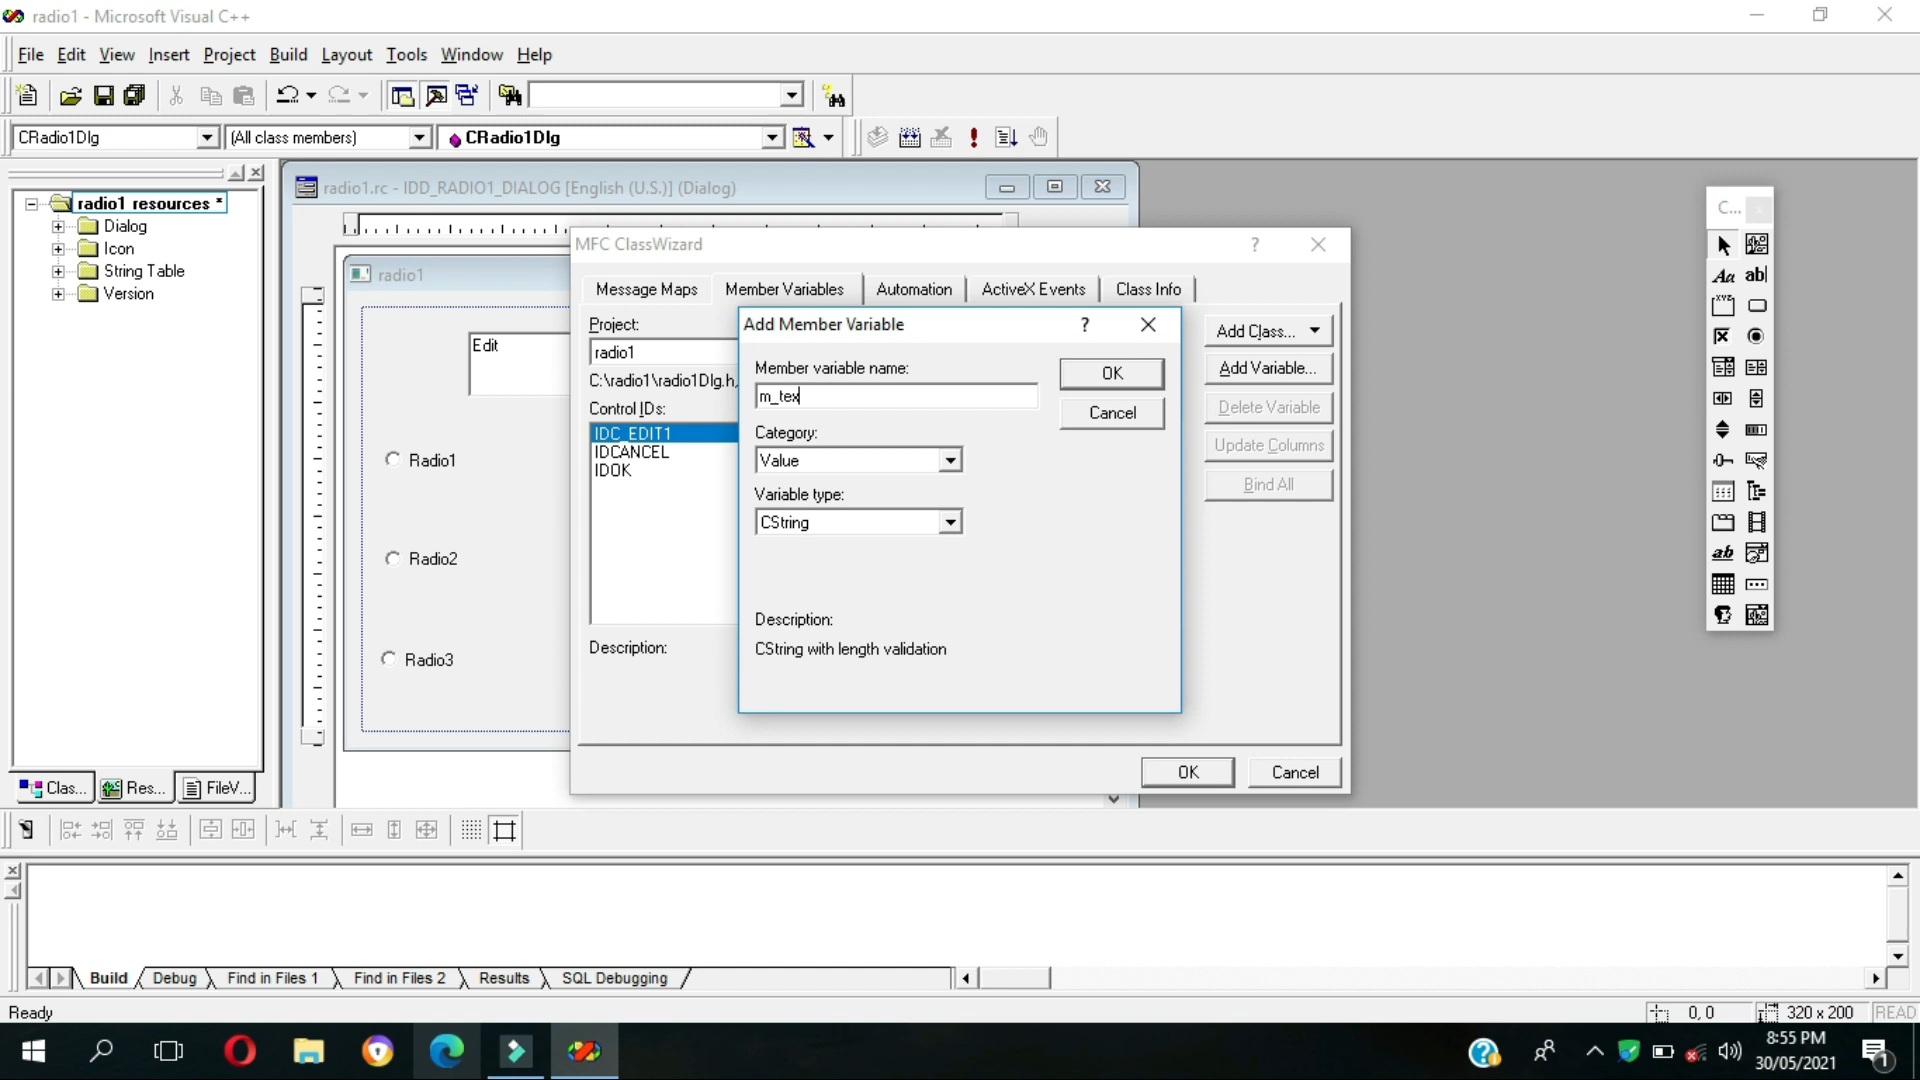 radio1 - Microsoft Visual C++
File Edit View Insert Project Build Layout Tools Window Help
CRadio1Dlg (All class members) CRadio1Dlg
radio1 resources *
Dialog
Icon
String Table
Version
Clas... Res... FileV...
radio1.rc - IDD_RADIO1_DIALOG [English (U.S.)] (Dialog)
radio1
Edit
Radio1
Radio2
Radio3
MFC ClassWizard
Message Maps Member Variables Automation ActiveX Events Class Info
Project:
radio1
C:\radio1\radio1Dlg.h,
Control IDs:
IDC_EDIT1
IDCANCEL
IDOK
Description:
Add Class...
Add Variable...
Delete Variable
Update Columns
Bind All
OK Cancel
Add Member Variable
Member variable name:
m_tex
Category:
Value
Variable type:
CString
Description:
CString with length validation
OK
Cancel
C...
Aa ab|
ab
Build Debug Find in Files 1 Find in Files 2 Results SQL Debugging
Ready 0, 0 320 x 200 READ
8:55 PM
30/05/2021
1